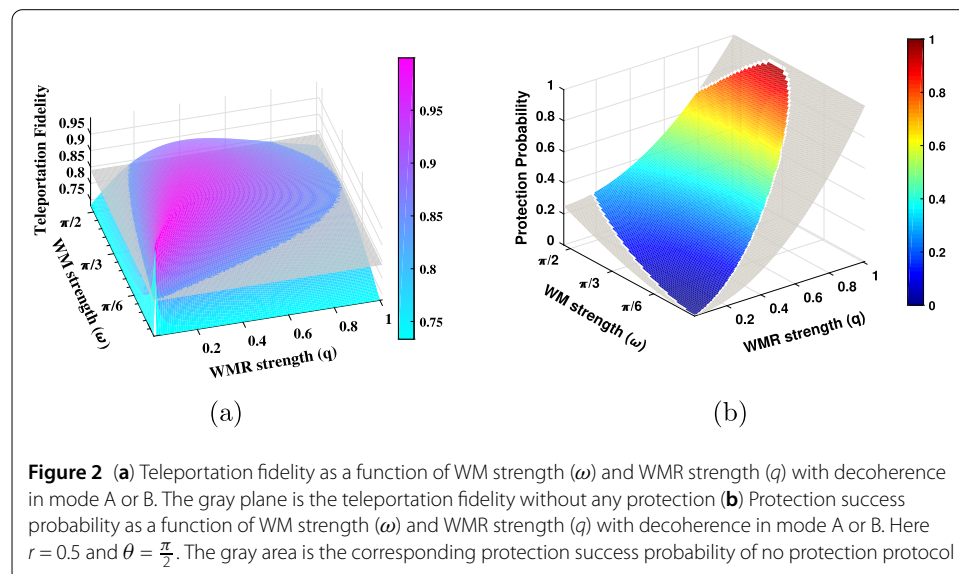 Teleportation Fidelity
0.95
0.9
0.85
0.8
0.75
π/2
π/3
π/6
WM strength (ω)
0.2
0.4
0.6
0.8
1
WMR strength (q)
0.95
0.9
0.85
0.8
0.75
(a)
Protection Probability
1
0.8
0.6
0.4
0.2
0
π/2
π/3
π/6
WM strength (ω)
0.2
0.4
0.6
0.8
1
WMR strength (q)
1
0.8
0.6
0.4
0.2
0
(b)
Figure 2 (a) Teleportation fidelity as a function of WM strength (ω) and WMR strength (q) with decoherence
in mode A or B. The gray plane is the teleportation fidelity without any protection (b) Protection success
probability as a function of WM strength (ω) and WMR strength (q) with decoherence in mode A or B. Here
r = 0.5 and θ = π/2. The gray area is the corresponding protection success probability of no protection protocol